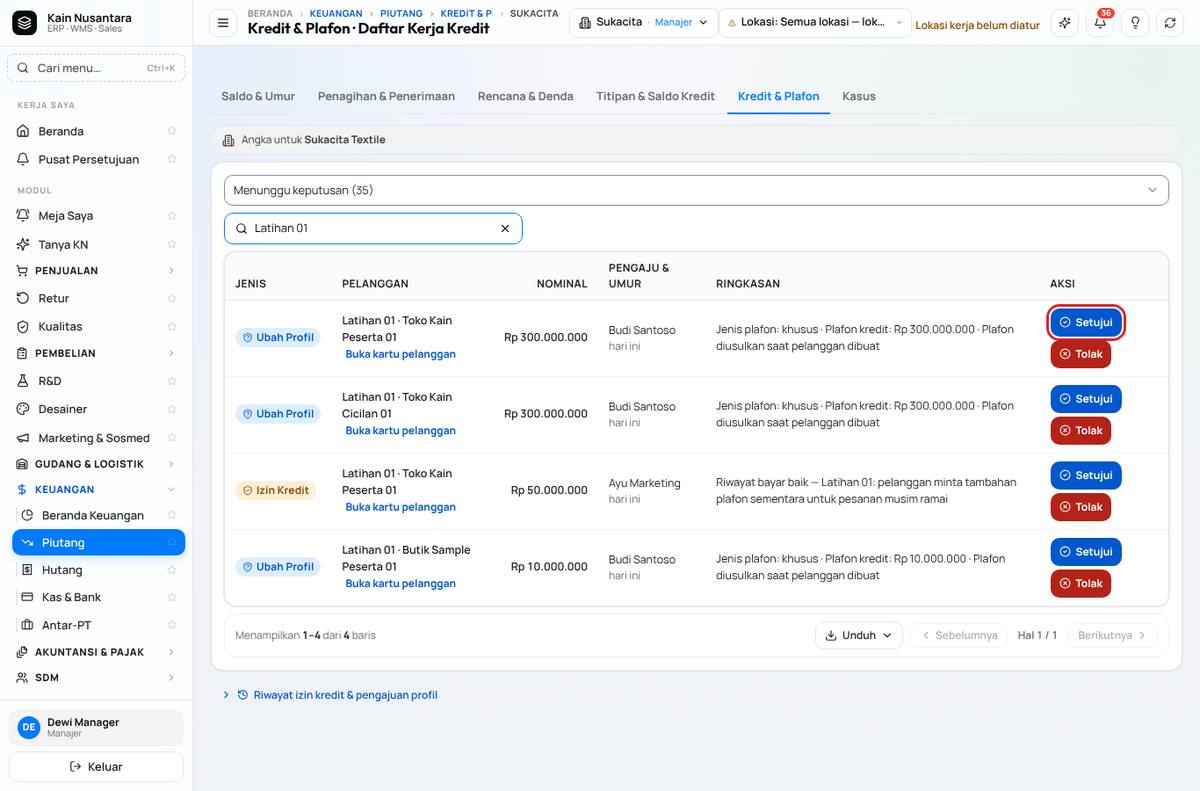 Kain Nusantara
ERP · WMS · Sales
Cari menu... Ctrl+K
KERJA SAYA
Beranda
Pusat Persetujuan
MODUL
Meja Saya
Tanya KN
PENJUALAN
Retur
Kualitas
PEMBELIAN
R&D
Desainer
Marketing & Sosmed
GUDANG & LOGISTIK
KEUANGAN
Beranda Keuangan
Piutang
Hutang
Kas & Bank
Antar-PT
AKUNTANSI & PAJAK
SDM
DE
Dewi Manager
Manajer
Keluar
BERANDA > KEUANGAN > PIUTANG > KREDIT & P > SUKACITA
Kredit & Plafon · Daftar Kerja Kredit
Sukacita · Manajer
Lokasi: Semua lokasi — lok...
Lokasi kerja belum diatur
36
Saldo & Umur
Penagihan & Penerimaan
Rencana & Denda
Titipan & Saldo Kredit
Kredit & Plafon
Kasus
Angka untuk Sukacita Textile
Menunggu keputusan (35)
Latihan 01
JENIS PELANGGAN NOMINAL PENGAJU & UMUR RINGKASAN AKSI
Ubah Profil
Latihan 01 · Toko Kain
Peserta 01
Buka kartu pelanggan
Rp 300.000.000
Budi Santoso
hari ini
Jenis plafon: khusus · Plafon kredit: Rp 300.000.000 · Plafon
diusulkan saat pelanggan dibuat
Setujui
Tolak
Ubah Profil
Latihan 01 · Toko Kain
Cicilan 01
Buka kartu pelanggan
Rp 300.000.000
Budi Santoso
hari ini
Jenis plafon: khusus · Plafon kredit: Rp 300.000.000 · Plafon
diusulkan saat pelanggan dibuat
Setujui
Tolak
Izin Kredit
Latihan 01 · Toko Kain
Peserta 01
Buka kartu pelanggan
Rp 50.000.000
Ayu Marketing
hari ini
Riwayat bayar baik — Latihan 01: pelanggan minta tambahan
plafon sementara untuk pesanan musim ramai
Setujui
Tolak
Ubah Profil
Latihan 01 · Butik Sample
Peserta 01
Buka kartu pelanggan
Rp 10.000.000
Budi Santoso
hari ini
Jenis plafon: khusus · Plafon kredit: Rp 10.000.000 · Plafon
diusulkan saat pelanggan dibuat
Setujui
Tolak
Menampilkan 1–4 dari 4 baris
Unduh
Sebelumnya
Hal 1 / 1
Berikutnya
Riwayat izin kredit & pengajuan profil